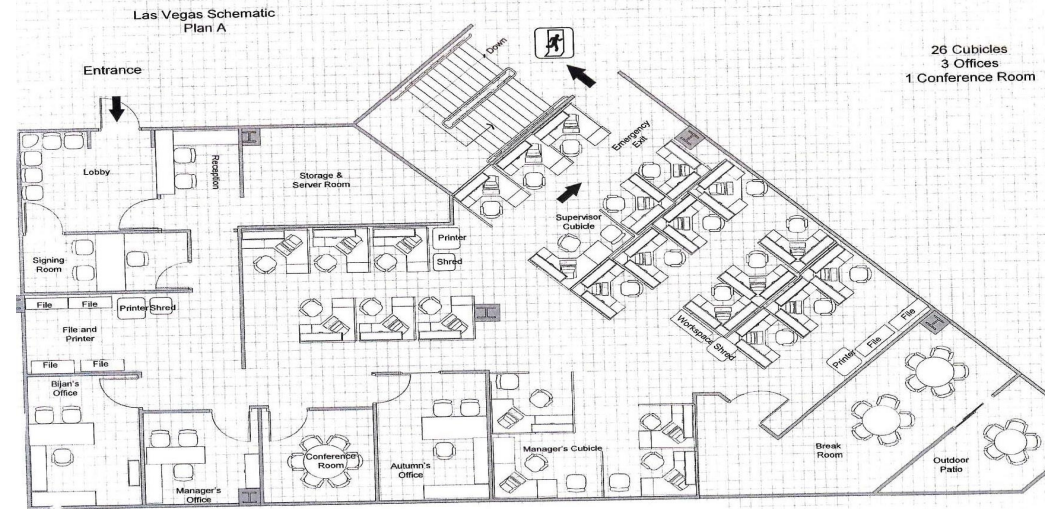 Las Vegas Schematic
Plan A
Entrance
26 Cubicles
3 Offices
1 Conference Room
Down
Emergency
Exit
Lobby
Reception
Storage &
Server Room
Supervisor
Cubicle
Signing
Room
Printer
Shred
File
File
Printer
Shred
File and
Printer
File
File
Workspace
Shred
Printer
File
File
Bijan's
Office
Manager's
Office
Conference
Room
Autumn's
Office
Manager's Cubicle
Break
Room
Outdoor
Patio